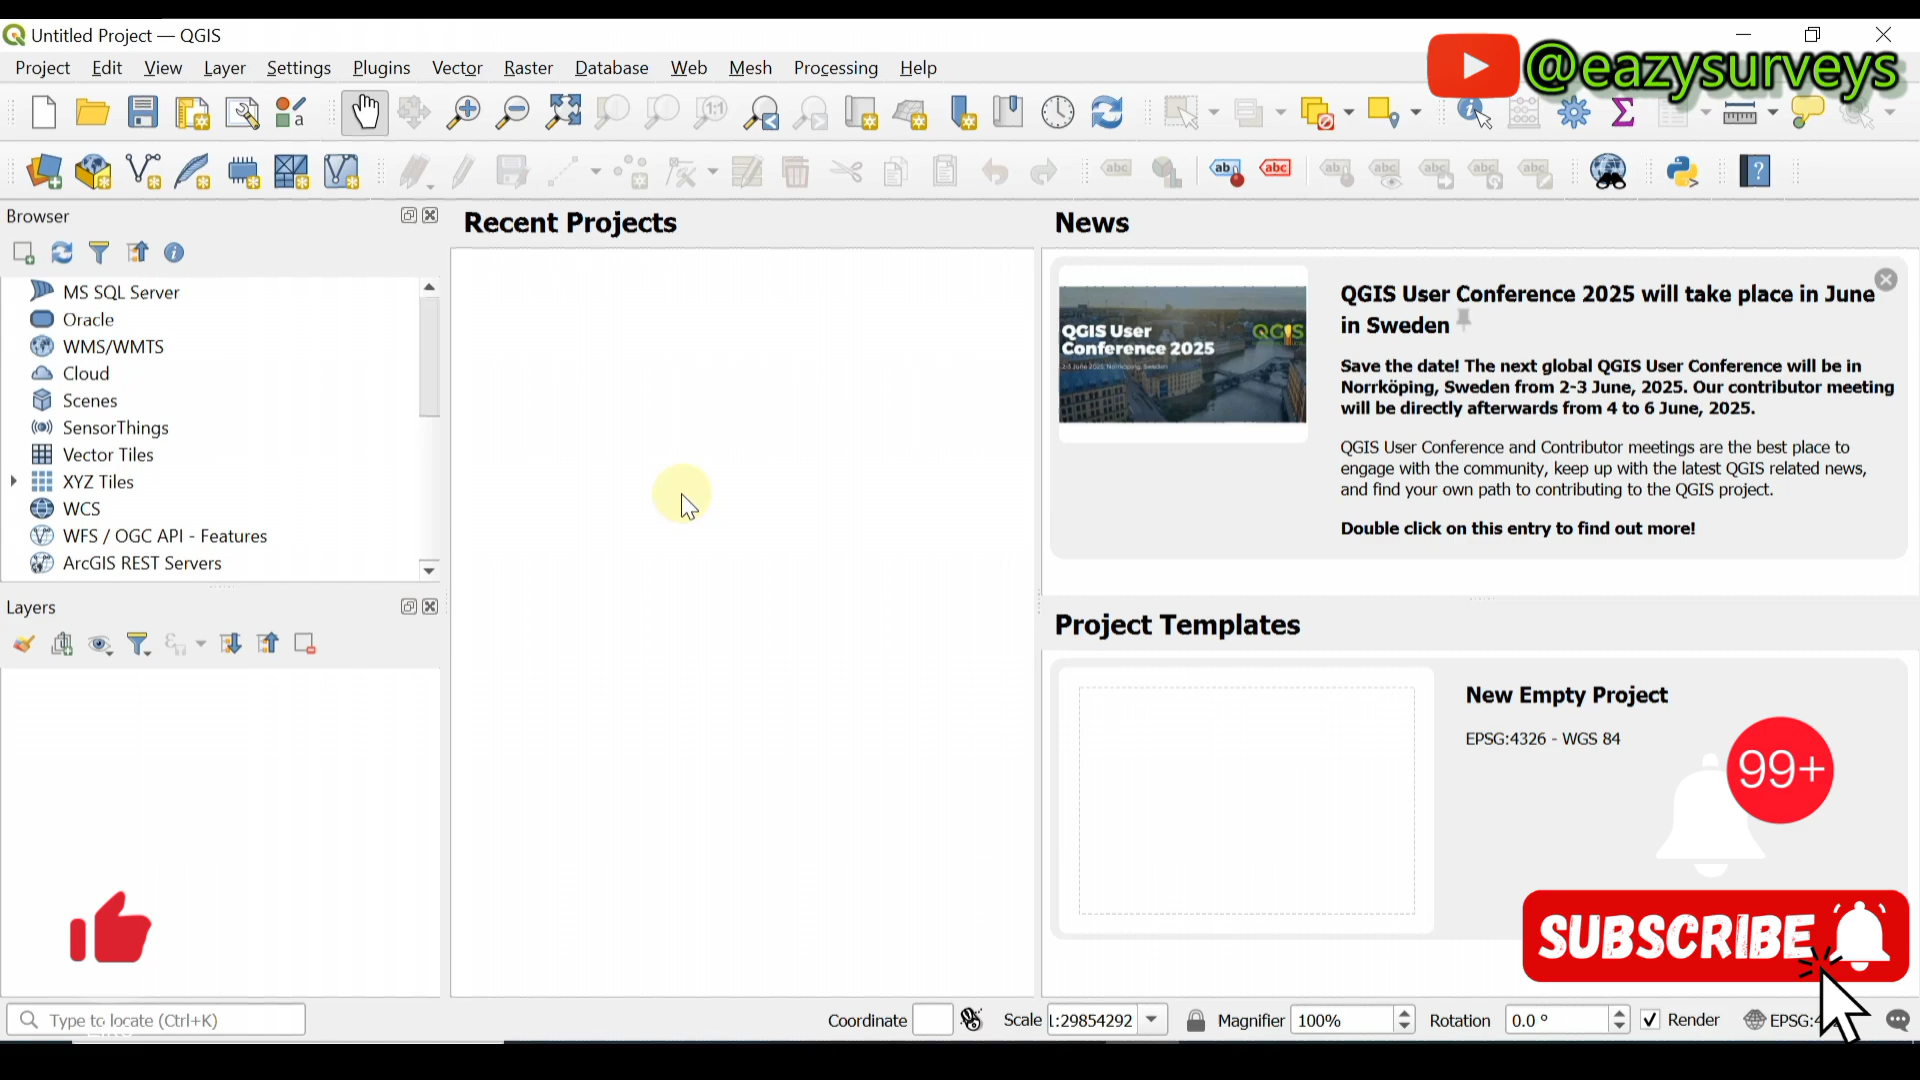 Untitled Project — QGIS
Project Edit View Layer Settings Plugins Vector Raster Database Web Mesh Processing Help
@eazysurveys
Browser
MS SQL Server
Oracle
WMS/WMTS
Cloud
Scenes
SensorThings
Vector Tiles
XYZ Tiles
WCS
WFS / OGC API - Features
ArcGIS REST Servers
Layers
Recent Projects
News
QGIS User
Conference 2025
2-3 June 2025, Norrköping, Sweden
QGIS
QGIS User Conference 2025 will take place in June
in Sweden
Save the date! The next global QGIS User Conference will be in
Norrköping, Sweden from 2-3 June, 2025. Our contributor meeting
will be directly afterwards from 4 to 6 June, 2025.
QGIS User Conference and Contributor meetings are the best place to
engage with the community, keep up with the latest QGIS related news,
and find your own path to contributing to the QGIS project.
Double click on this entry to find out more!
Project Templates
New Empty Project
EPSG:4326 - WGS 84
99+
SUBSCRIBE
Type to locate (Ctrl+K)
Coordinate
Scale 1:29854292
Magnifier 100%
Rotation 0.0 °
Render
EPSG:4